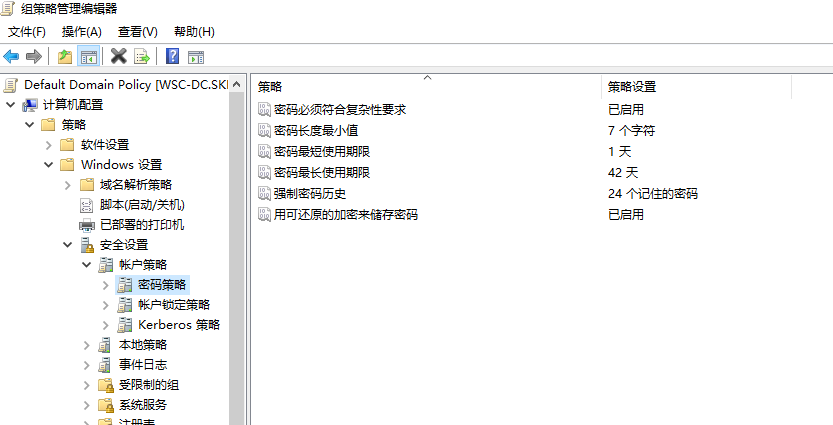 组策略管理编辑器
文件(F) 操作(A) 查看(V) 帮助(H)
Default Domain Policy [WSC-DC.SK
计算机配置
策略
软件设置
Windows 设置
域名解析策略
脚本(启动/关机)
已部署的打印机
安全设置
帐户策略
密码策略
帐户锁定策略
Kerberos 策略
本地策略
事件日志
受限制的组
系统服务
注册表
策略 策略设置
密码必须符合复杂性要求 已启用
密码长度最小值 7 个字符
密码最短使用期限 1 天
密码最长使用期限 42 天
强制密码历史 24 个记住的密码
用可还原的加密来储存密码 已启用